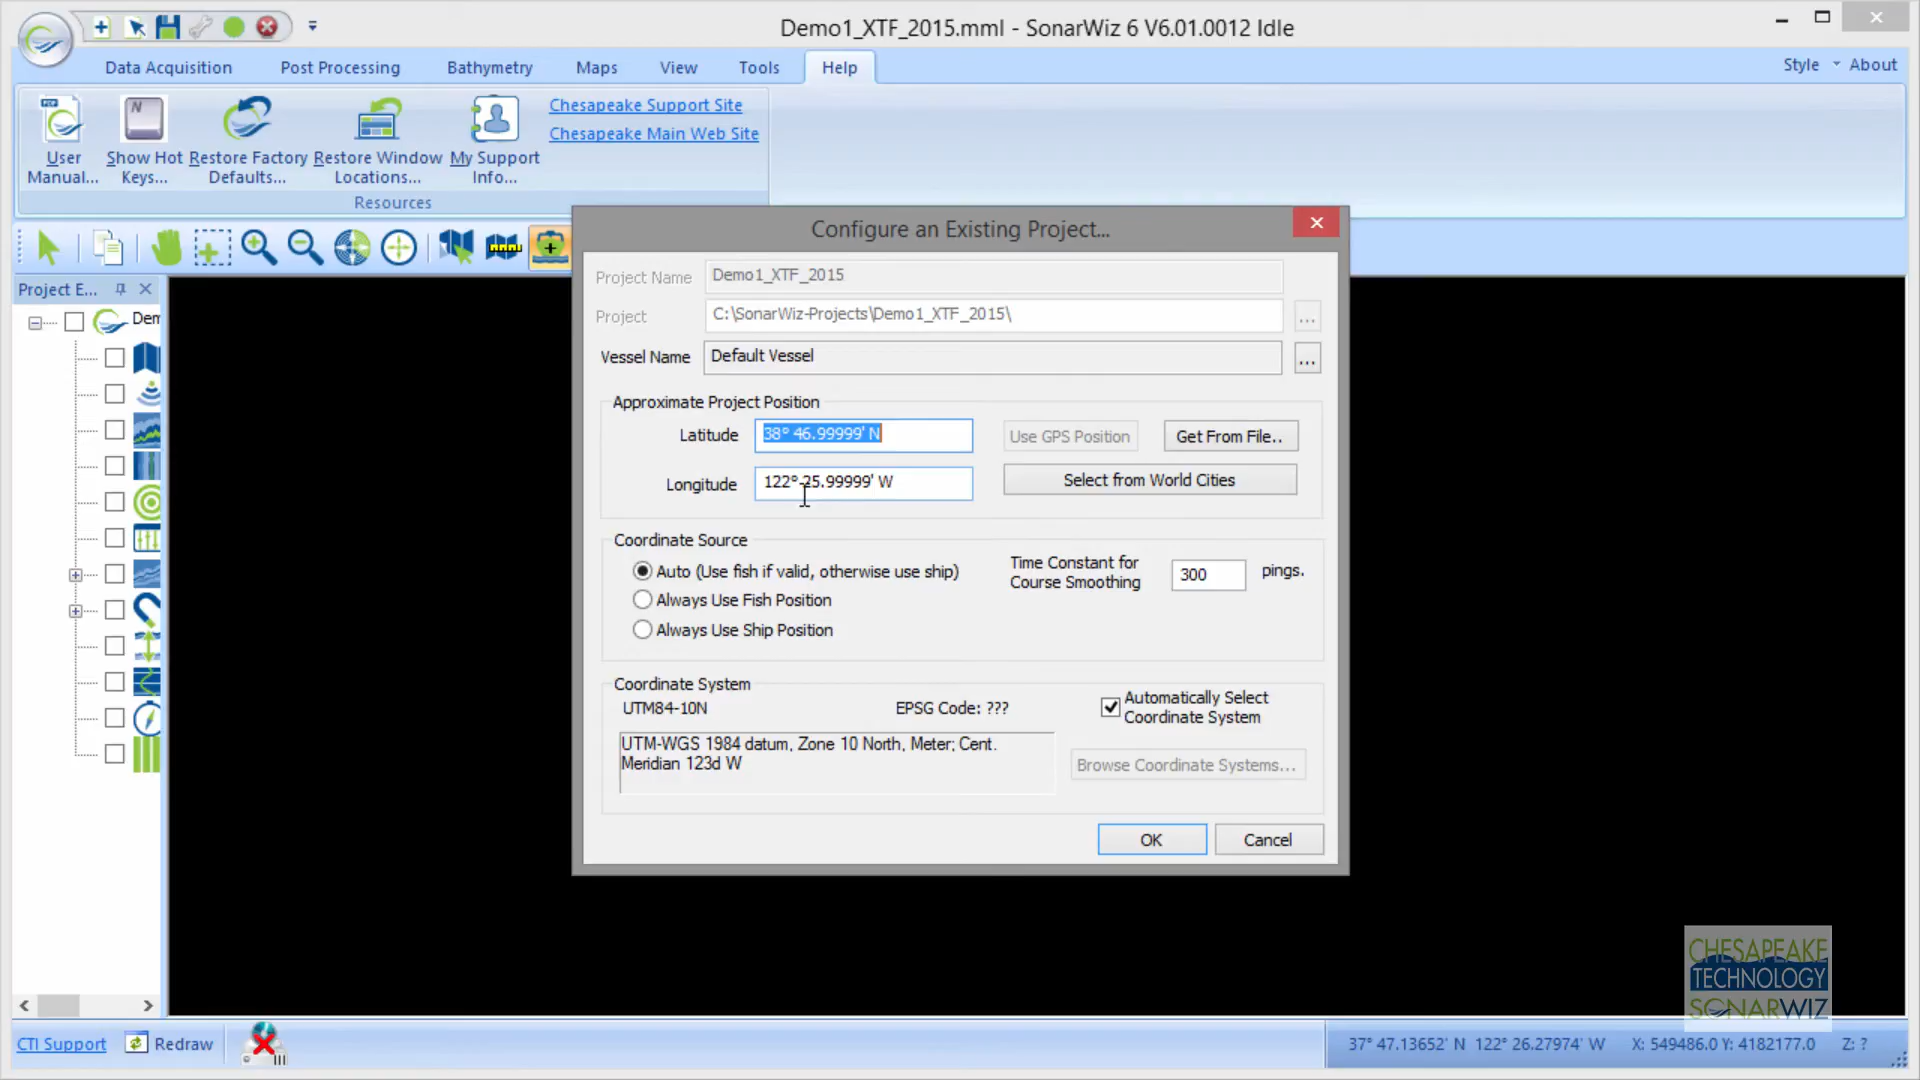 Demo1_XTF_2015.mml - SonarWiz 6 V6.01.0012 Idle
Data Acquisition Post Processing Bathymetry Maps View Tools Help Style About
User Manual...
N
Show Hot Keys...
Restore Factory Defaults...
Restore Window Locations...
My Support Info...
Chesapeake Support Site
Chesapeake Main Web Site
Resources
Project E...
Dem
Configure an Existing Project...
Project Name Demo1_XTF_2015
Project C:\SonarWiz-Projects\Demo1_XTF_2015\ ...
Vessel Name Default Vessel ...
Approximate Project Position
Latitude 38° 46.99999' N Use GPS Position Get From File..
Longitude 122° 25.99999' W Select from World Cities
Coordinate Source
Auto (Use fish if valid, otherwise use ship)
Always Use Fish Position
Always Use Ship Position
Time Constant for Course Smoothing 300 pings.
Coordinate System
UTM84-10N EPSG Code: ???
Automatically Select Coordinate System
UTM-WGS 1984 datum, Zone 10 North, Meter; Cent.
Meridian 123d W
Browse Coordinate Systems...
OK Cancel
CHESAPEAKE
TECHNOLOGY
SONARWIZ
CTI Support Redraw 37° 47.13652' N 122° 26.27974' W X: 549486.0 Y: 4182177.0 Z: ?